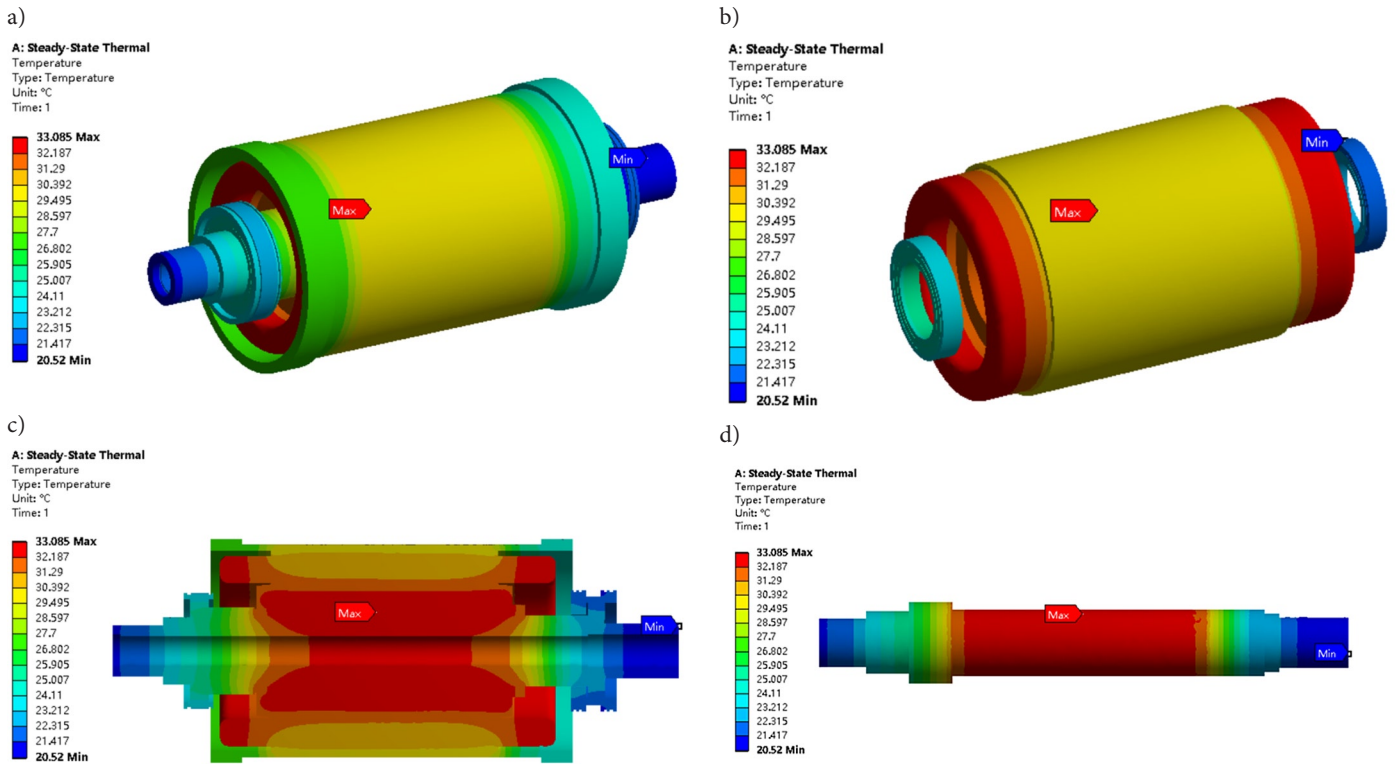 a)
A: Steady-State Thermal
Temperature
Type: Temperature
Unit: °C
Time: 1
33.085 Max
32.187
31.29
30.392
29.495
28.597
27.7
26.802
25.905
25.007
24.11
23.212
22.315
21.417
20.52 Min
Max
Min
b)
A: Steady-State Thermal
Temperature
Type: Temperature
Unit: °C
Time: 1
33.085 Max
32.187
31.29
30.392
29.495
28.597
27.7
26.802
25.905
25.007
24.11
23.212
22.315
21.417
20.52 Min
Max
Min
c)
A: Steady-State Thermal
Temperature
Type: Temperature
Unit: °C
Time: 1
33.085 Max
32.187
31.29
30.392
29.495
28.597
27.7
26.802
25.905
25.007
24.11
23.212
22.315
21.417
20.52 Min
Max
Min
d)
A: Steady-State Thermal
Temperature
Type: Temperature
Unit: °C
Time: 1
33.085 Max
32.187
31.29
30.392
29.495
28.597
27.7
26.802
25.905
25.007
24.11
23.212
22.315
21.417
20.52 Min
Max
Min